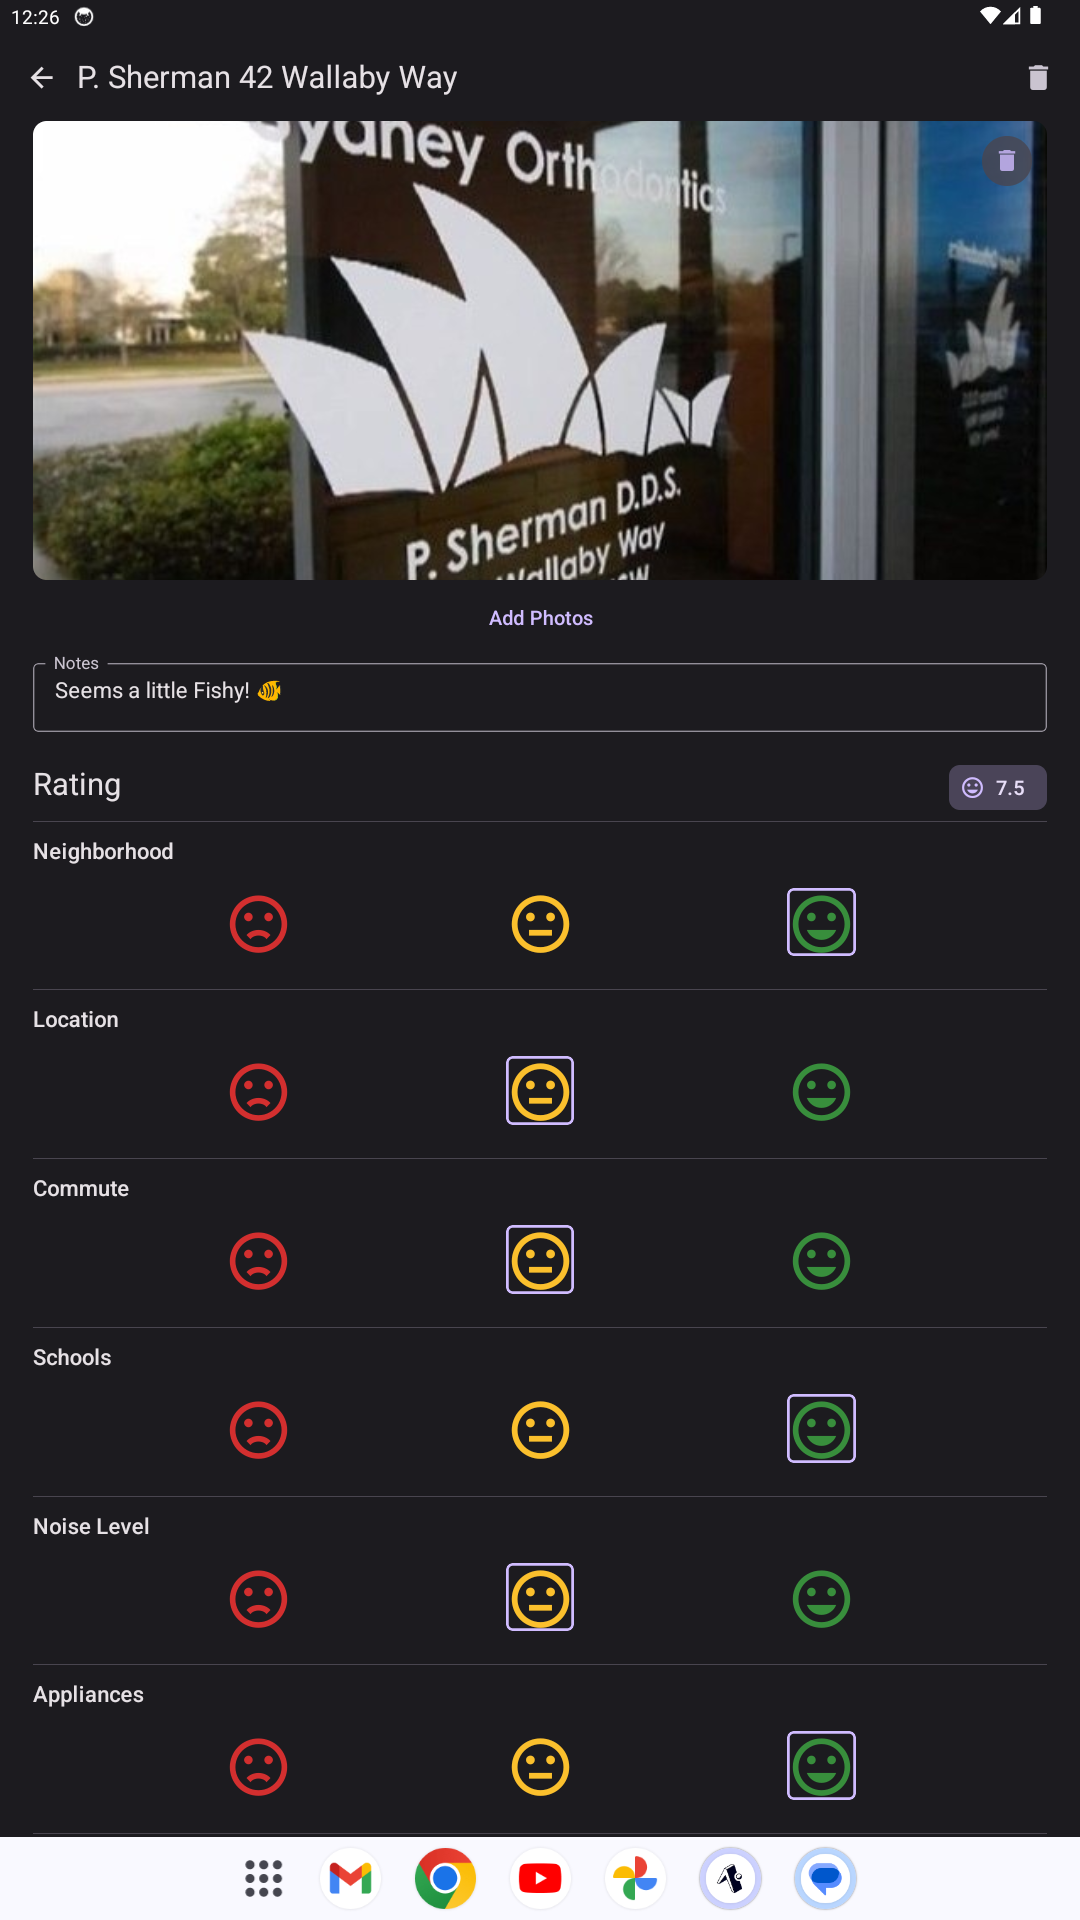 12:26
P. Sherman 42 Wallaby Way
Sydney Orthodontics
P. Sherman D.D.S.
Wallaby Way
Add Photos
Notes
Seems a little Fishy! 🐠
Rating
7.5
Neighborhood
Location
Commute
Schools
Noise Level
Appliances